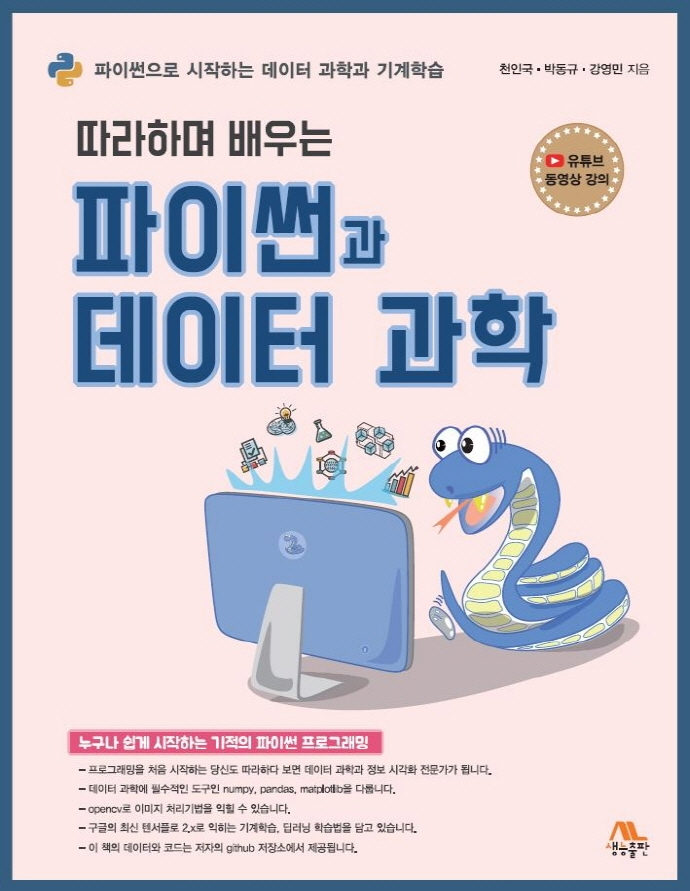 파이썬으로 시작하는 데이터 과학과 기계학습
천인국 · 박동규 · 강영민 지음
따라하며 배우는
유튜브
동영상 강의
파이썬과
데이터 과학
누구나 쉽게 시작하는 기적의 파이썬 프로그래밍
– 프로그래밍을 처음 시작하는 당신도 따라하다 보면 데이터 과학과 정보 시각화 전문가가 됩니다.
– 데이터 과학에 필수적인 도구인 numpy, pandas, matplotlib을 다룹니다.
– opencv로 이미지 처리기법을 익힐 수 있습니다.
– 구글의 최신 텐서플로 2.x로 익히는 기계학습, 딥러닝 학습법을 담고 있습니다.
– 이 책의 데이터와 코드는 저자의 github 저장소에서 제공됩니다.
생능출판